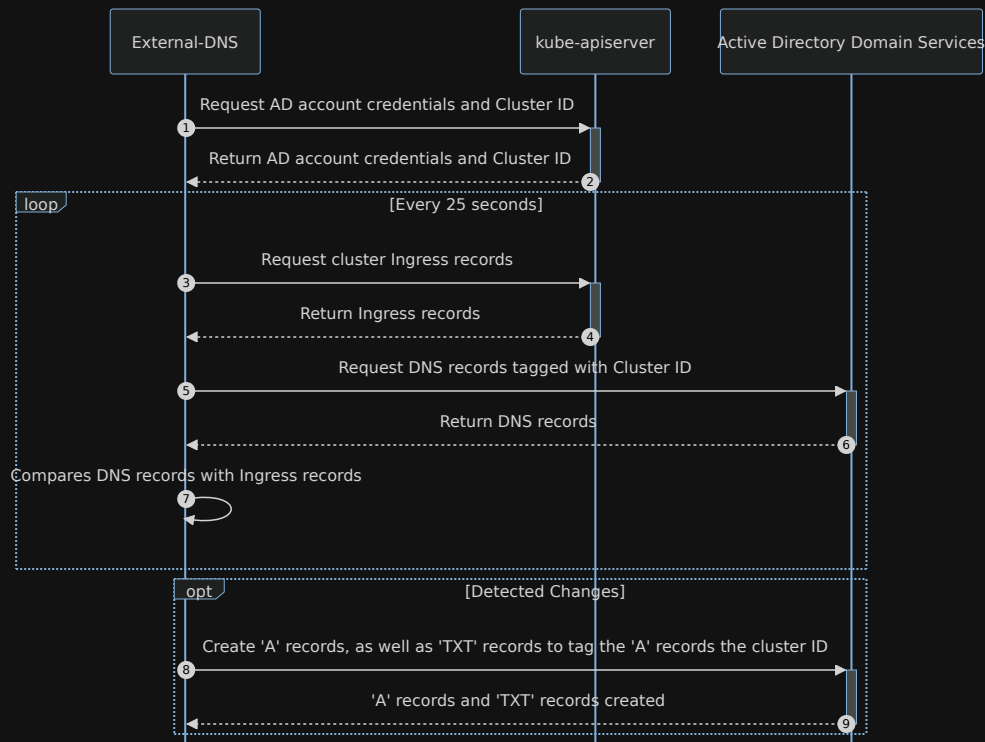 External-DNS
kube-apiserver
Active Directory Domain Services
Request AD account credentials and Cluster ID
1
Return AD account credentials and Cluster ID
2
loop
[Every 25 seconds]
Request cluster Ingress records
3
Return Ingress records
4
Request DNS records tagged with Cluster ID
5
Return DNS records
6
Compares DNS records with Ingress records
7
opt
[Detected Changes]
Create 'A' records, as well as 'TXT' records to tag the 'A' records the cluster ID
8
'A' records and 'TXT' records created
9